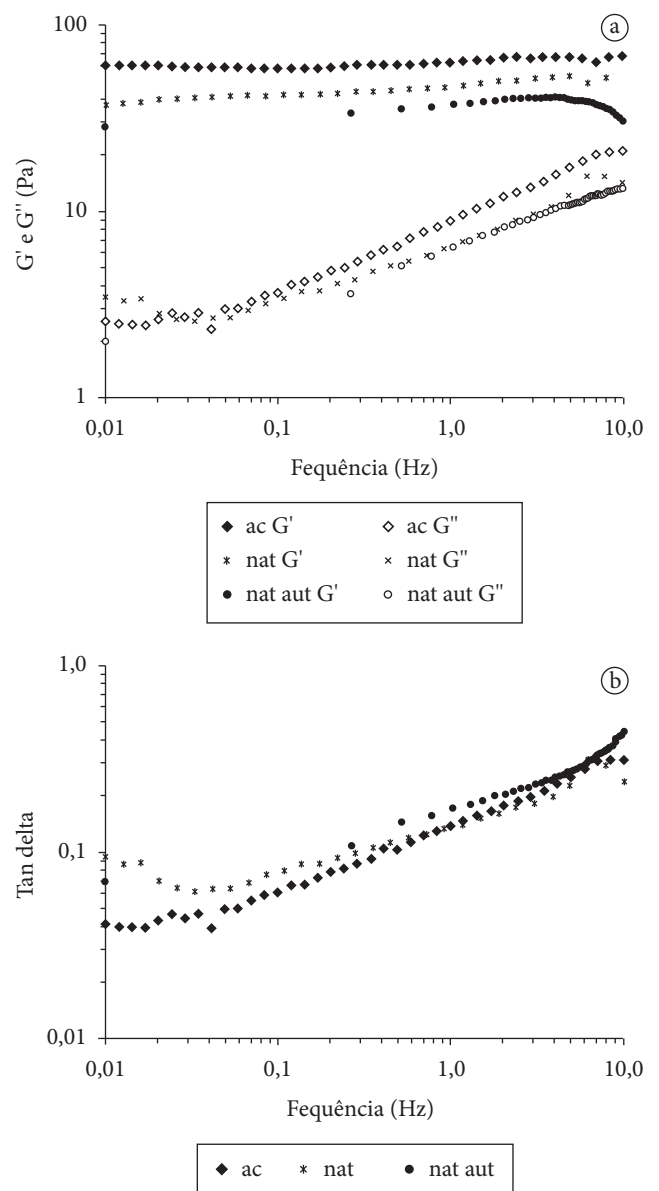 a
100
10
1
G' e G" (Pa)
0,01 0,1 1,0 10,0
Fequência (Hz)
ac G' ac G"
nat G' nat G"
nat aut G' nat aut G"
b
1,0
0,1
0,01
Tan delta
0,01 0,1 1,0 10,0
Fequência (Hz)
ac nat nat aut